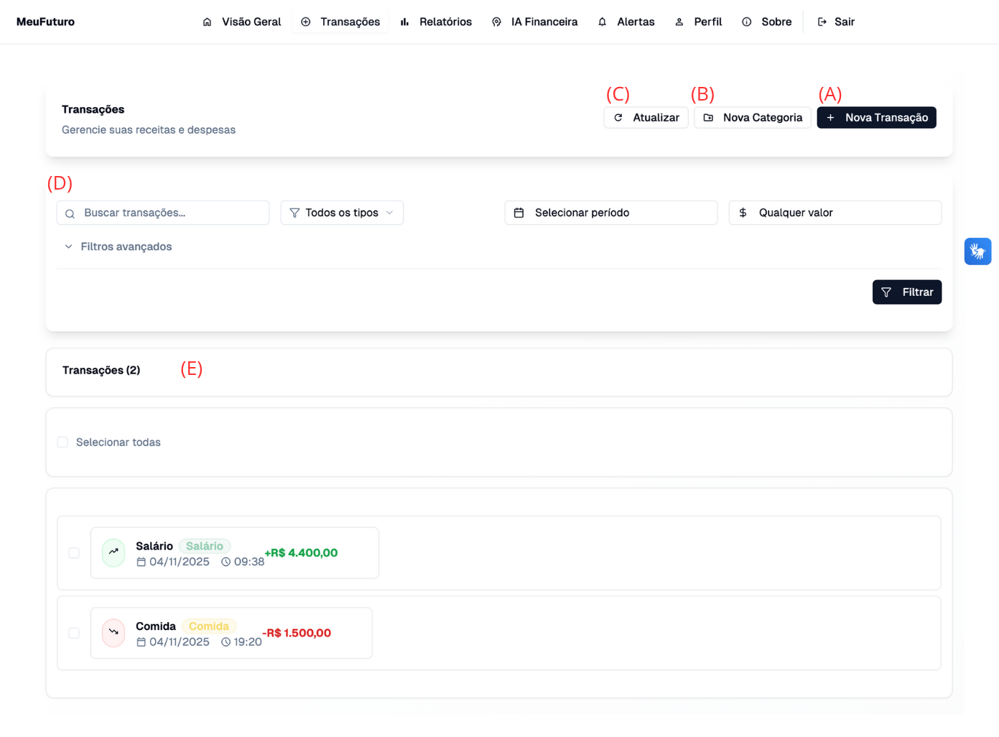 MeuFuturo
Visão Geral
Transações
Relatórios
IA Financeira
Alertas
Perfil
Sobre
Sair
(C)
(B)
(A)
Transações
Gerencie suas receitas e despesas
Atualizar
Nova Categoria
Nova Transação
(D)
Buscar transações...
Todos os tipos
Selecionar período
$ Qualquer valor
Filtros avançados
Filtrar
Transações (2)
(E)
Selecionar todas
Salário Salário
04/11/2025 09:38
+R$ 4.400,00
Comida Comida
04/11/2025 19:20
-R$ 1.500,00